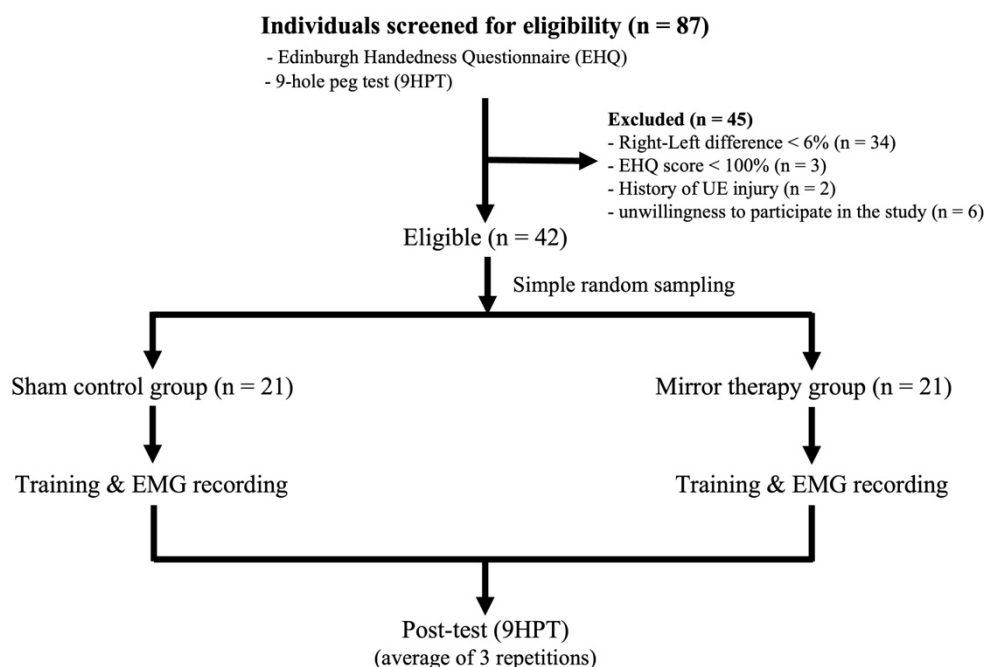 Individuals screened for eligibility (n = 87)
- Edinburgh Handedness Questionnaire (EHQ)
- 9-hole peg test (9HPT)
Excluded (n = 45)
- Right-Left difference < 6% (n = 34)
- EHQ score < 100% (n = 3)
- History of UE injury (n = 2)
- unwillingness to participate in the study (n = 6)
Eligible (n = 42)
Simple random sampling
Sham control group (n = 21)
Mirror therapy group (n = 21)
Training & EMG recording
Training & EMG recording
Post-test (9HPT)
(average of 3 repetitions)